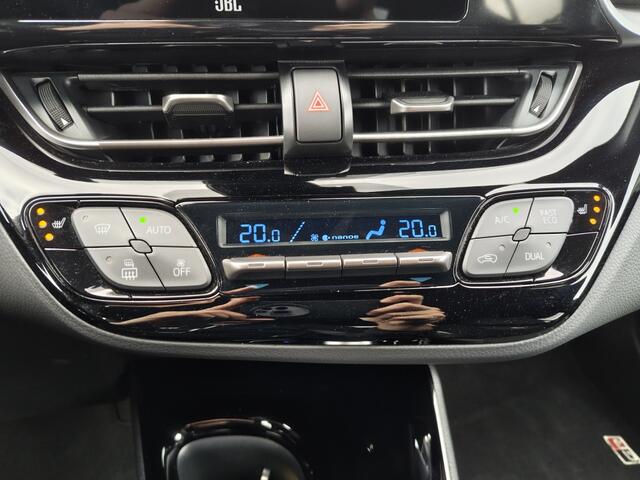 JBL
20.0 nanoe 20.0
AUTO
OFF
A/C FAST
ECO
DUAL